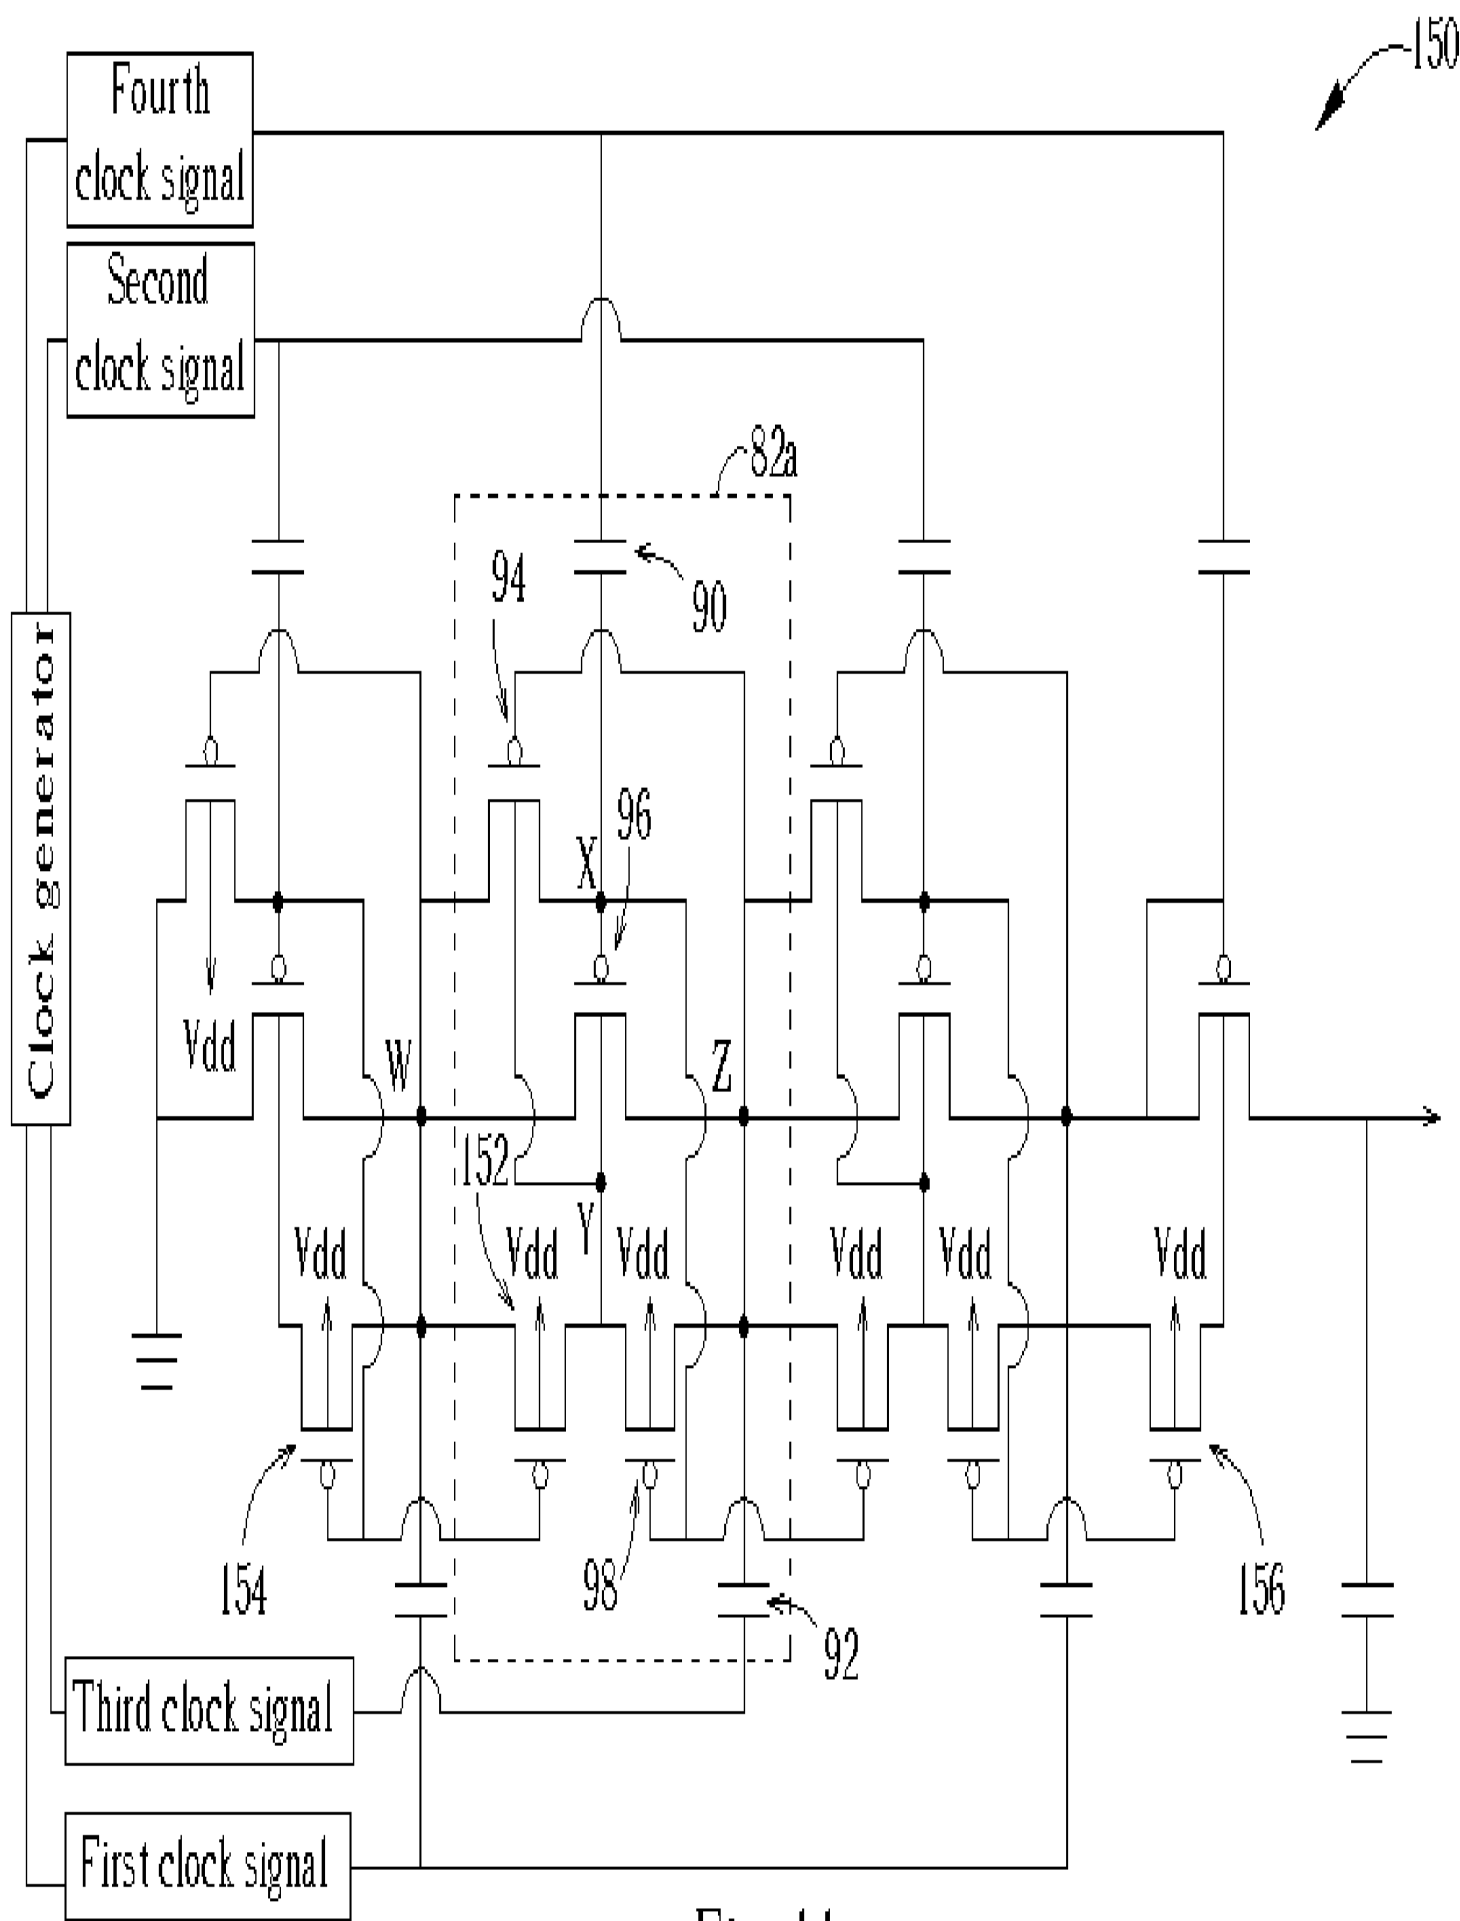 150
Fourth
clock signal
Second
clock signal
82a
94
90
Clock generator
96
X
Vdd
W
Z
152
Y
Vdd
Vdd
Vdd
Vdd
Vdd
Vdd
154
98
156
92
Third clock signal
First clock signal